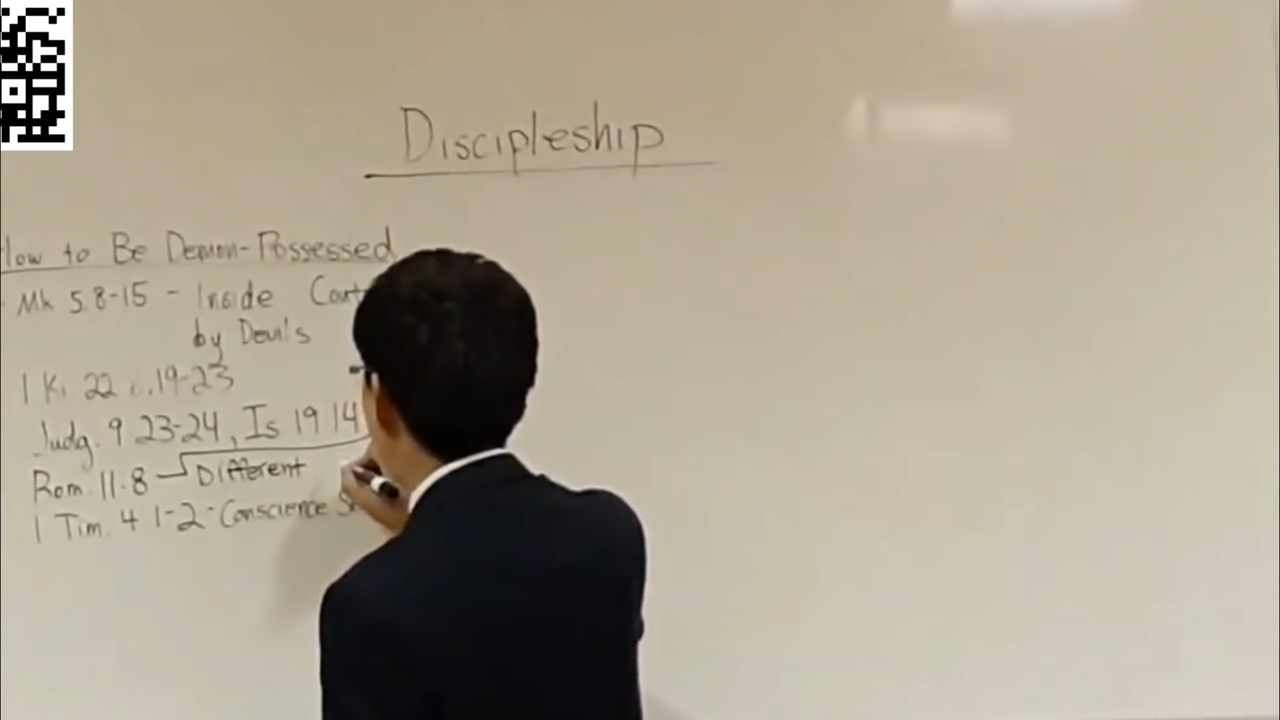 Discipleship
How to Be Demon-Possessed
Mk 5.8-15 - Inside
by Devils
1 Ki 22 19-23
Judg. 9 23-24, Is 19 14
Rom. 11.8 Different
1 Tim. 4 1-2 - Conscience